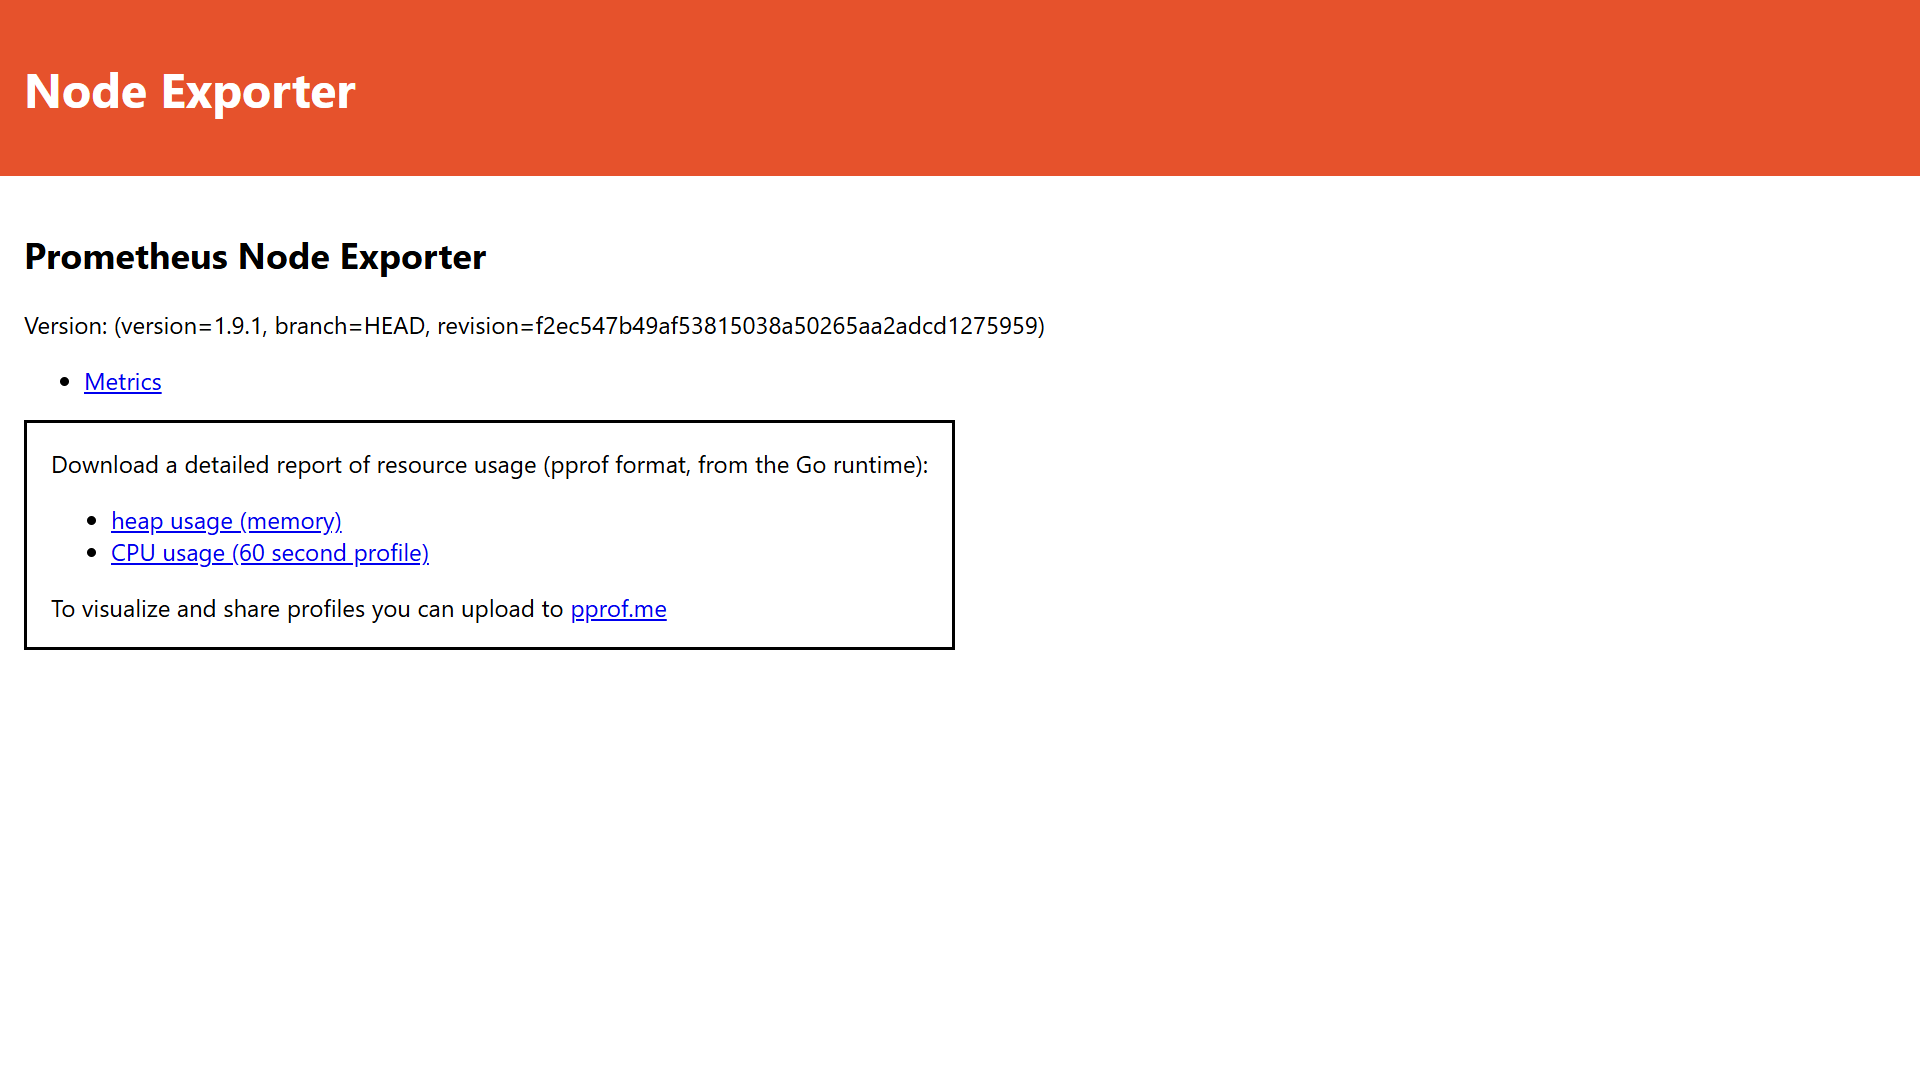 Node Exporter
Prometheus Node Exporter
Version: (version=1.9.1, branch=HEAD, revision=f2ec547b49af53815038a50265aa2adcd1275959)
Metrics
Download a detailed report of resource usage (pprof format, from the Go runtime):
heap usage (memory)
CPU usage (60 second profile)
To visualize and share profiles you can upload to pprof.me